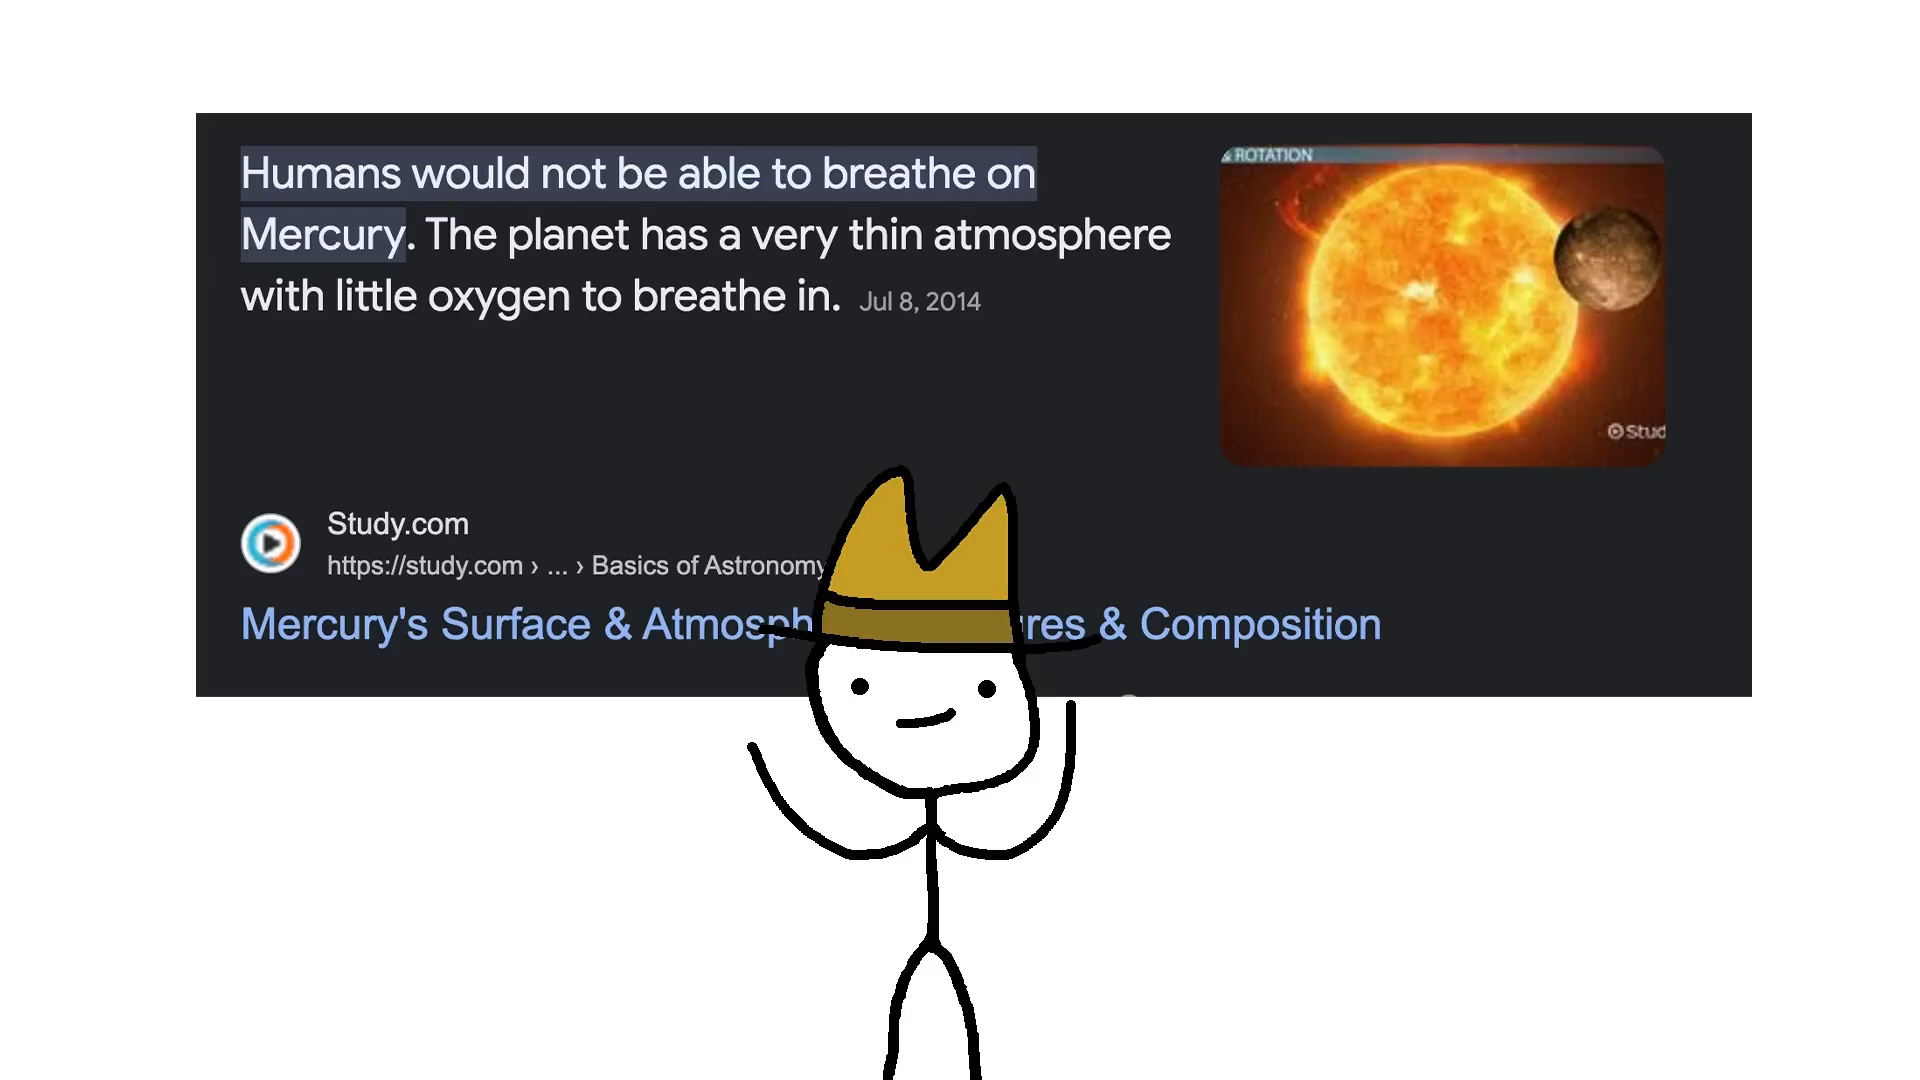 Humans would not be able to breathe on
Mercury. The planet has a very thin atmosphere
with little oxygen to breathe in. Jul 8, 2014
& ROTATION
Stud
Study.com
https://study.com › ... › Basics of Astronomy
Mercury's Surface & Atmosph res & Composition